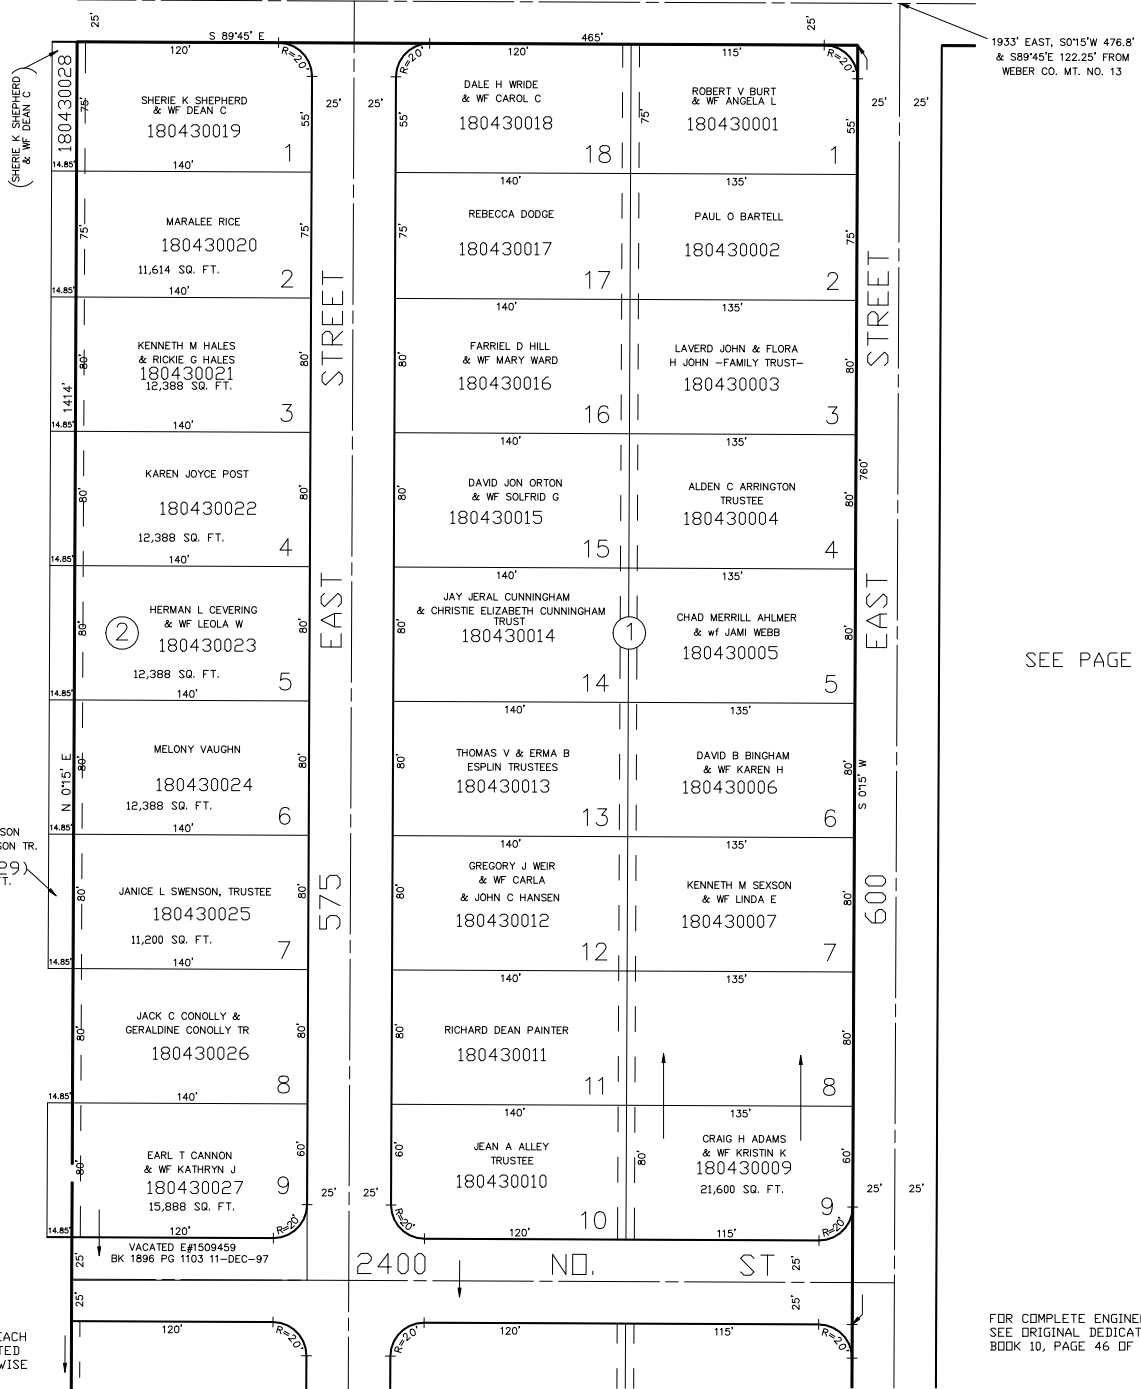 25'
25'
S 89°45' E
465'
120'
R=20'
R=20'
120'
115'
R=20'
1933' EAST, S0°15'W 476.8'
& S89°45'E 122.25' FROM
WEBER CO. MT. NO. 13
(SHERIE K SHEPHERD
& WF DEAN C)
180430028
75'
SHERIE K SHEPHERD
& WF DEAN C
180430019
55'
1
14.85'
140'
25'
25'
55'
DALE H WRIDE
& WF CAROL C
180430018
18
140'
75'
ROBERT V BURT
& WF ANGELA L
180430001
55'
1
135'
25'
25'
75'
MARALEE RICE
180430020
11,614 SQ. FT.
75'
2
14.85'
140'
75'
REBECCA DODGE
180430017
17
140'
PAUL O BARTELL
180430002
75'
2
135'
80'
1414'
KENNETH M HALES
& RICKIE G HALES
180430021
12,388 SQ. FT.
80'
3
14.85'
140'
STREET
80'
FARRIEL D HILL
& WF MARY WARD
180430016
16
140'
LAVERD JOHN & FLORA
H JOHN -FAMILY TRUST-
180430003
80'
3
135'
STREET
80'
KAREN JOYCE POST
180430022
12,388 SQ. FT.
80'
4
14.85'
140'
80'
DAVID JON ORTON
& WF SOLFRID G
180430015
15
140'
ALDEN C ARRINGTON
TRUSTEE
180430004
80'
760'
4
135'
80'
2
HERMAN L CEVERING
& WF LEOLA W
180430023
12,388 SQ. FT.
80'
5
14.85'
140'
EAST
80'
JAY JERAL CUNNINGHAM
& CHRISTIE ELIZABETH CUNNINGHAM
TRUST
180430014
14
140'
1
CHAD MERRILL AHLMER
& wf JAMI WEBB
180430005
80'
5
135'
EAST
SEE PAGE
N 0°15' E
80'
MELONY VAUGHN
180430024
12,388 SQ. FT.
80'
6
14.85'
140'
80'
THOMAS V & ERMA B
ESPLIN TRUSTEES
180430013
13
140'
DAVID B BINGHAM
& WF KAREN H
180430006
80'
S 0°15' W
6
135'
SON
SON TR.
29)
T.
80'
JANICE L SWENSON, TRUSTEE
180430025
11,200 SQ. FT.
80'
7
14.85'
140'
575
80'
GREGORY J WEIR
& WF CARLA
& JOHN C HANSEN
180430012
12
140'
KENNETH M SEXSON
& WF LINDA E
180430007
80'
7
135'
600
80'
JACK C CONOLLY &
GERALDINE CONOLLY TR
180430026
80'
8
14.85'
140'
80'
RICHARD DEAN PAINTER
180430011
11
140'
80'
8
135'
80'
EARL T CANNON
& WF KATHRYN J
180430027
15,888 SQ. FT.
60'
9
14.85'
120'
R=20'
25'
25'
60'
JEAN A ALLEY
TRUSTEE
180430010
10
R=20'
120'
80'
CRAIG H ADAMS
& WF KRISTIN K
180430009
21,600 SQ. FT.
60'
9
115'
R=20'
25'
25'
VACATED E#1509459
BK 1896 PG 1103 11-DEC-97
25'
2400 NO. ST
25'
25'
25'
120'
R=20'
R=20'
120'
115'
R=20'
EACH
TED
WISE
FOR COMPLETE ENGINE
SEE ORIGINAL DEDICAT
BOOK 10, PAGE 46 OF